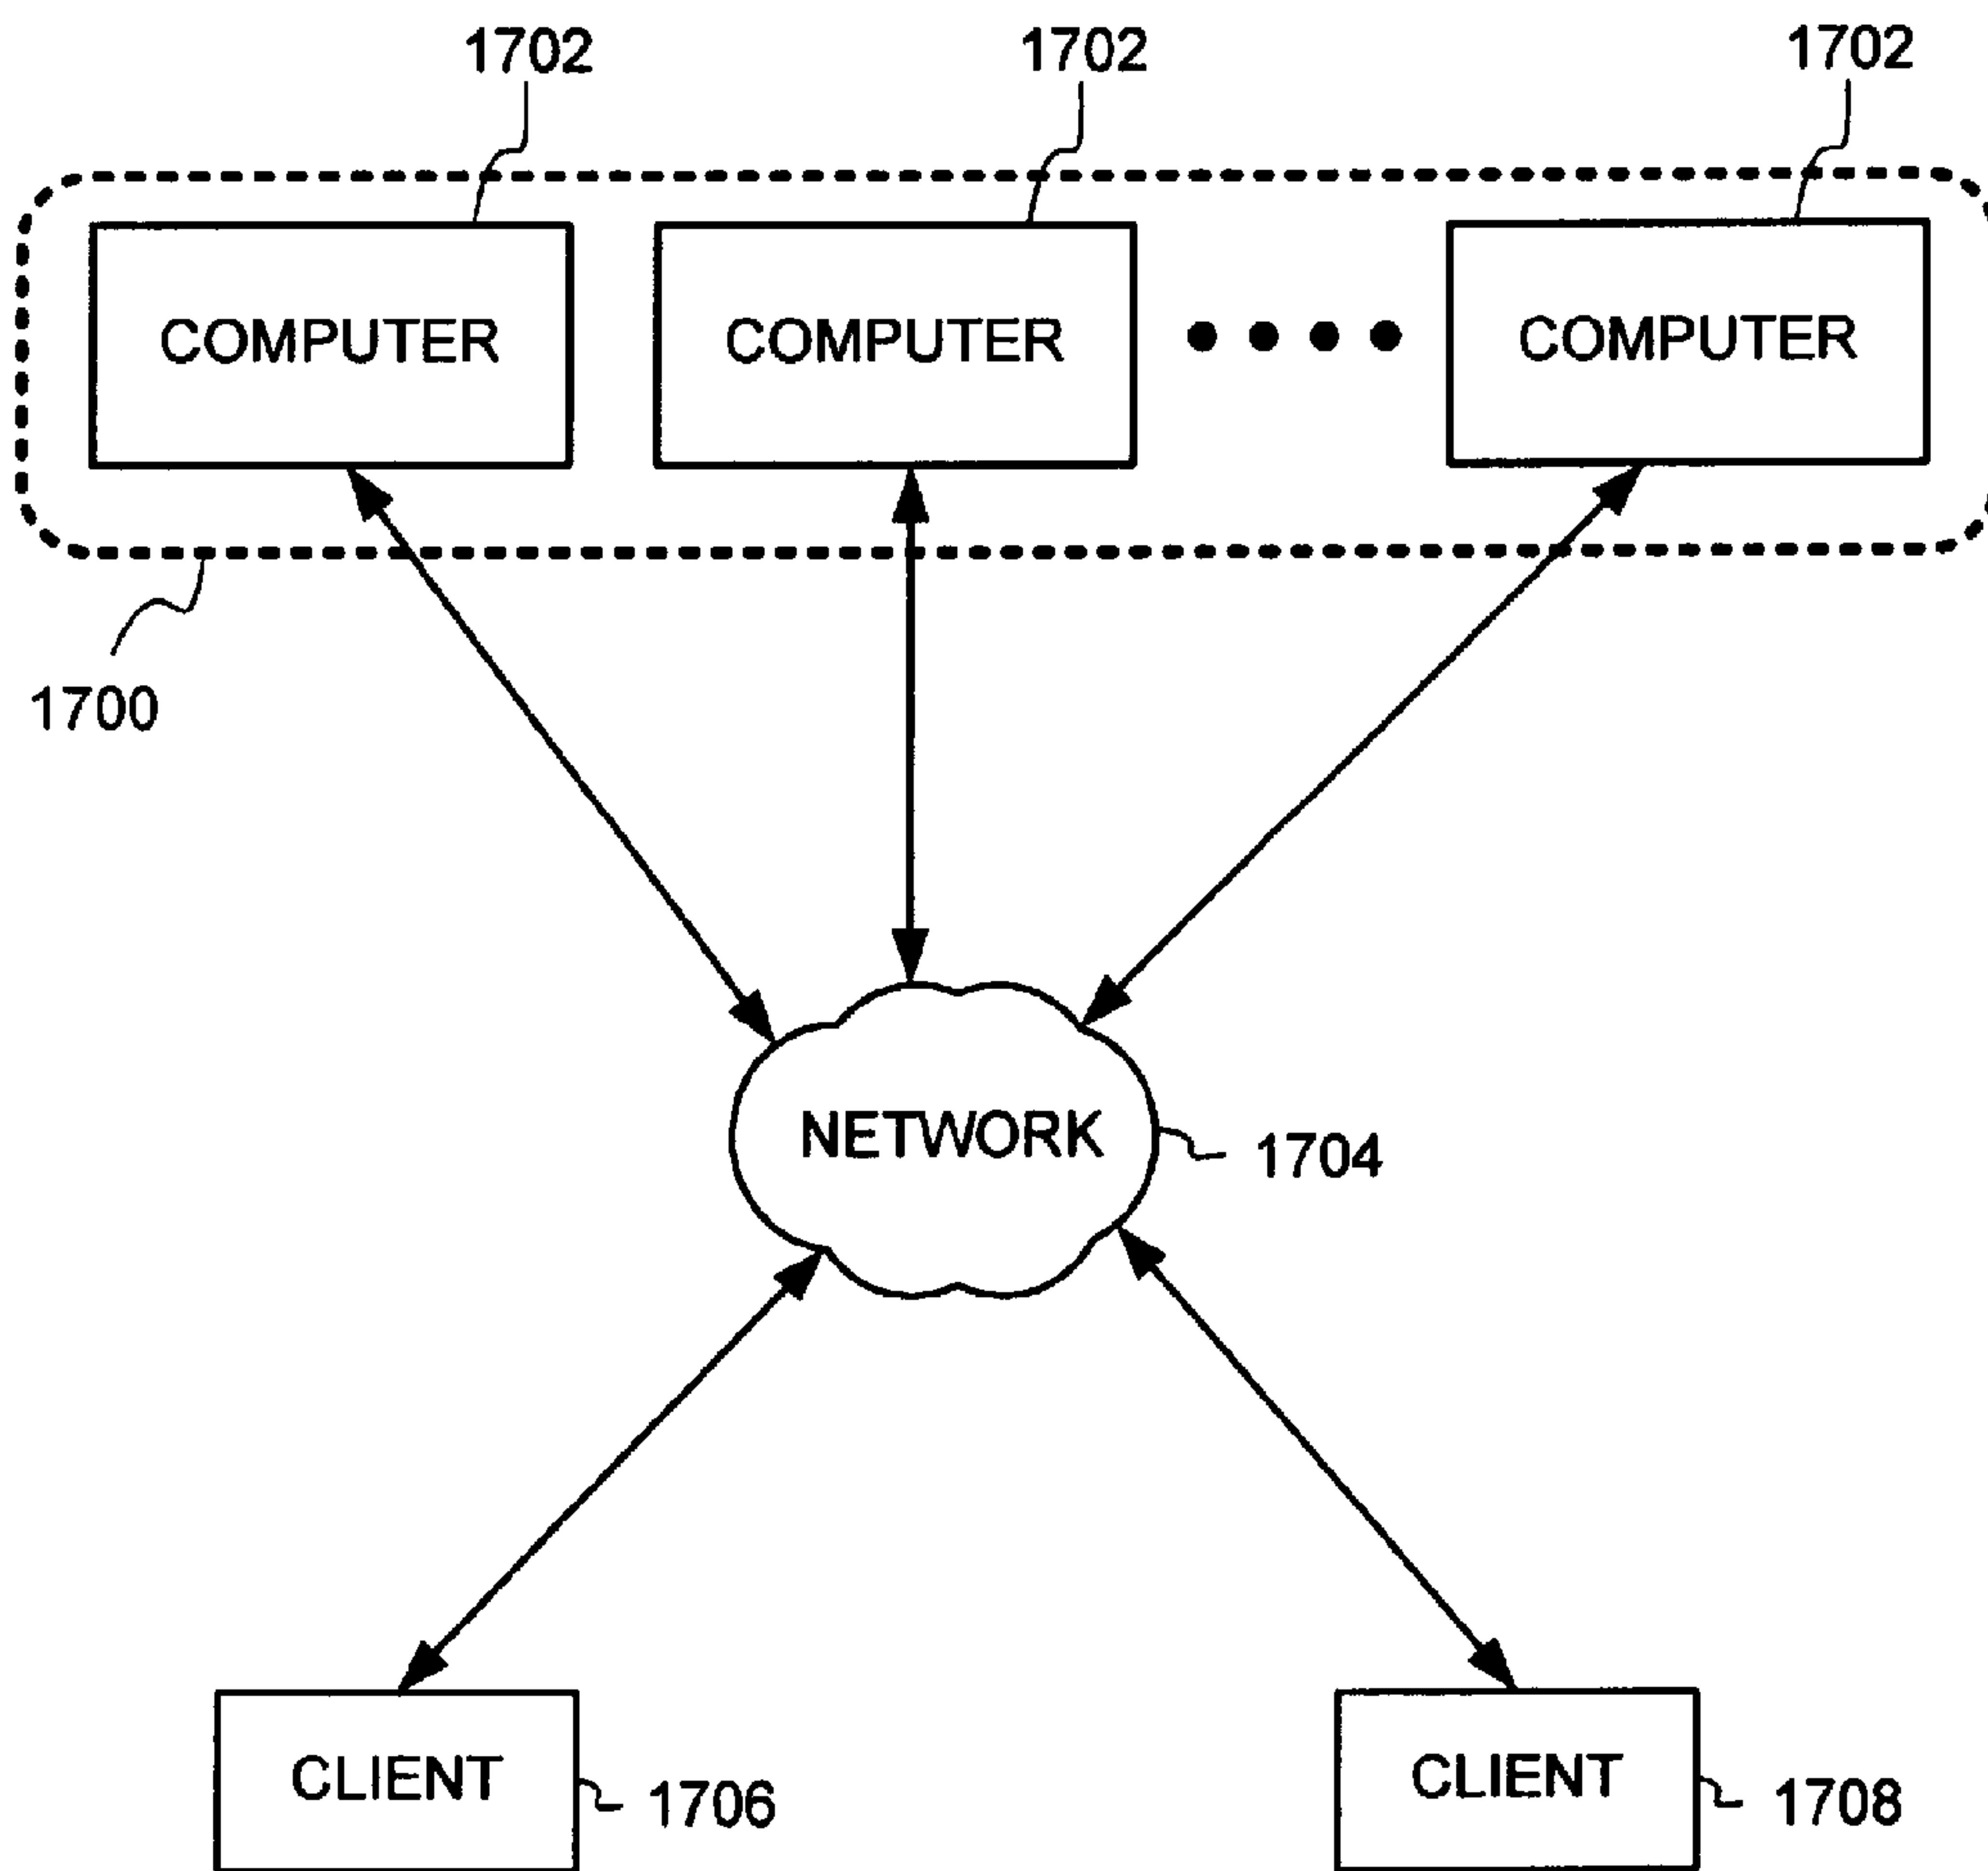 1702
1702
1702
COMPUTER
COMPUTER
COMPUTER
1700
NETWORK
1704
CLIENT
1706
CLIENT
1708